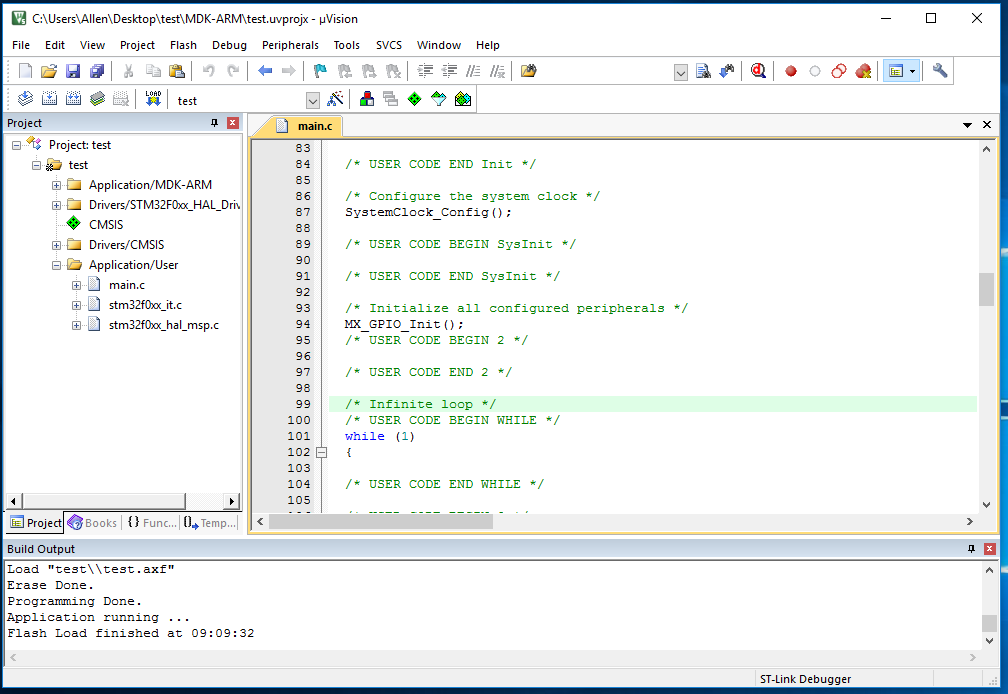 C:\Users\Allen\Desktop\test\MDK-ARM\test.uvprojx - µVision
File Edit View Project Flash Debug Peripherals Tools SVCS Window Help
LOAD
test
Project
Project: test
test
Application/MDK-ARM
Drivers/STM32F0xx_HAL_Driv
CMSIS
Drivers/CMSIS
Application/User
main.c
stm32f0xx_it.c
stm32f0xx_hal_msp.c
Project Books {} Func... Temp...
main.c
83
84 /* USER CODE END Init */
85
86 /* Configure the system clock */
87 SystemClock_Config();
88
89 /* USER CODE BEGIN SysInit */
90
91 /* USER CODE END SysInit */
92
93 /* Initialize all configured peripherals */
94 MX_GPIO_Init();
95 /* USER CODE BEGIN 2 */
96
97 /* USER CODE END 2 */
98
99 /* Infinite loop */
100 /* USER CODE BEGIN WHILE */
101 while (1)
102 {
103
104 /* USER CODE END WHILE */
105
Build Output
Load "test\\test.axf"
Erase Done.
Programming Done.
Application running ...
Flash Load finished at 09:09:32
ST-Link Debugger